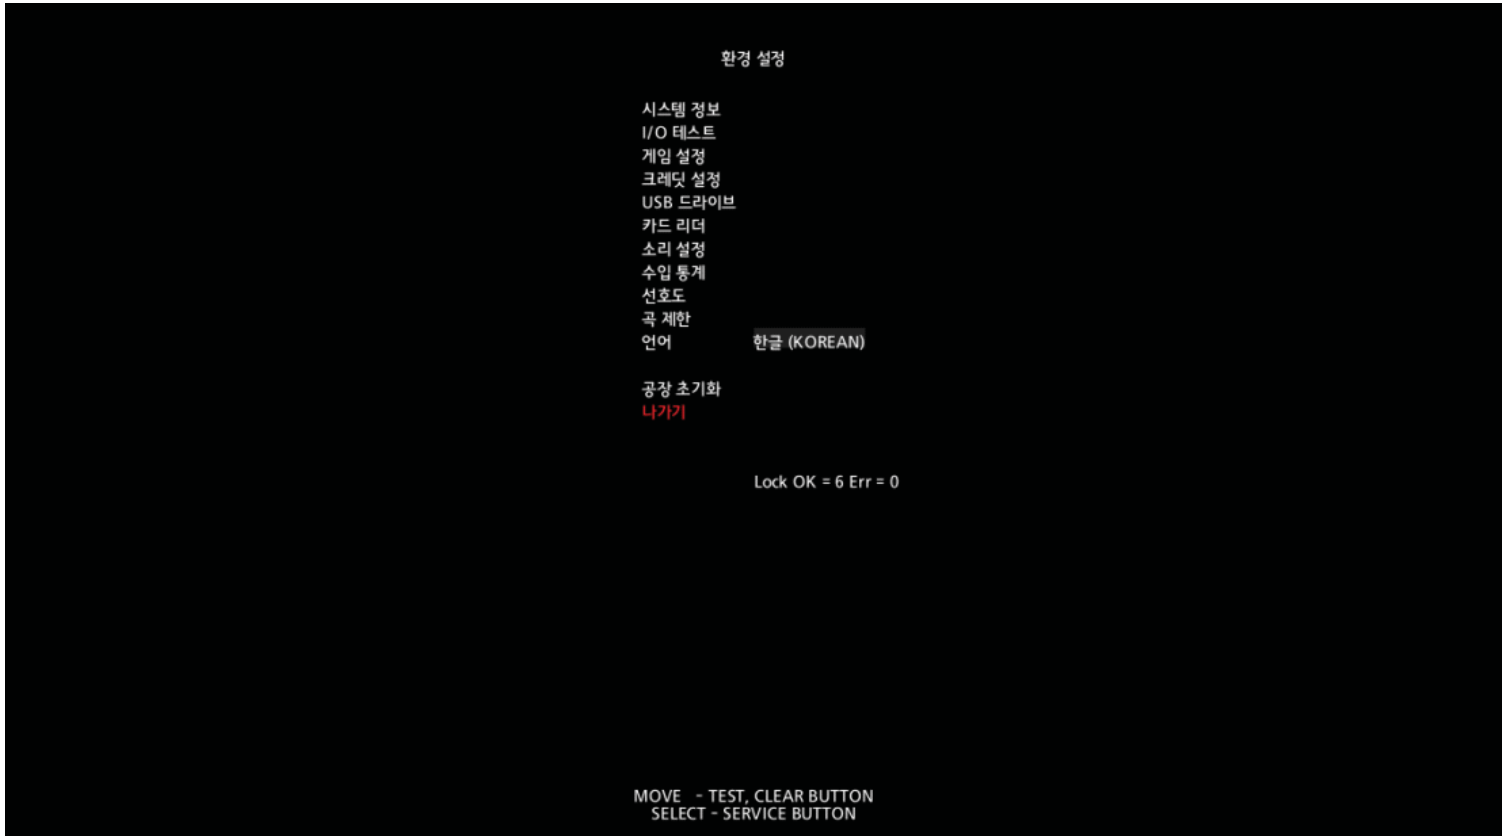 환경 설정
시스템 정보
I/O 테스트
게임 설정
크레딧 설정
USB 드라이브
카드 리더
소리 설정
수입 통계
선호도
곡 제한
언어 한글 (KOREAN)
공장 초기화
나가기
Lock OK = 6 Err = 0
MOVE - TEST, CLEAR BUTTON
SELECT - SERVICE BUTTON